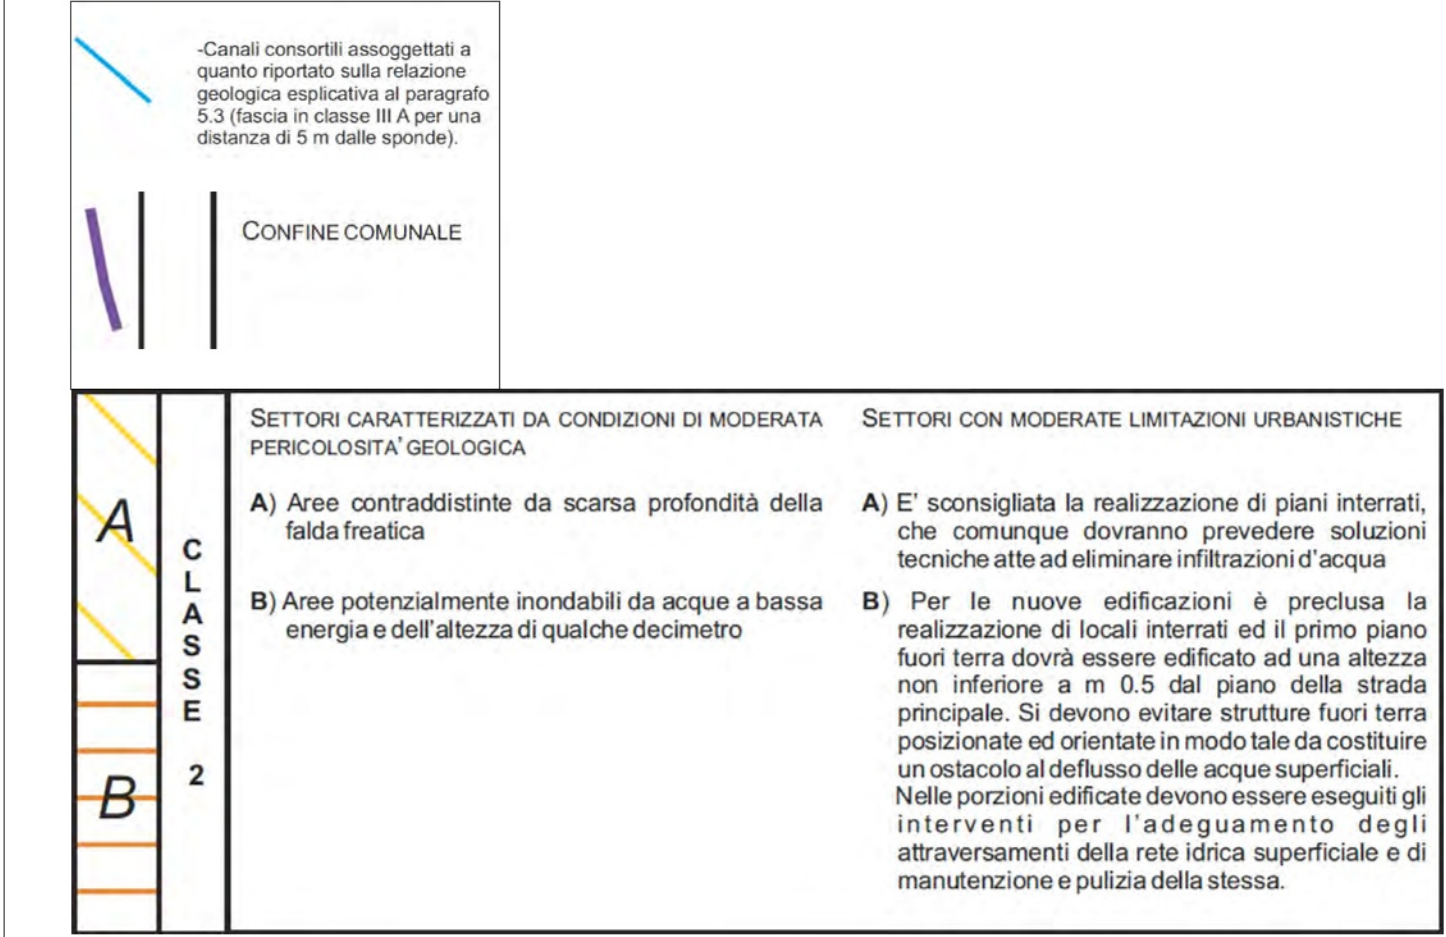 -Canali consortili assoggettati a
quanto riportato sulla relazione
geologica esplicativa al paragrafo
5.3 (fascia in classe III A per una
distanza di 5 m dalle sponde).
CONFINE COMUNALE
A
B
CLASSE 2
SETTORI CARATTERIZZATI DA CONDIZIONI DI MODERATA
PERICOLOSITA' GEOLOGICA
A) Aree contraddistinte da scarsa profondità della
falda freatica
B) Aree potenzialmente inondabili da acque a bassa
energia e dell'altezza di qualche decimetro
SETTORI CON MODERATE LIMITAZIONI URBANISTICHE
A) E' sconsigliata la realizzazione di piani interrati,
che comunque dovranno prevedere soluzioni
tecniche atte ad eliminare infiltrazioni d'acqua
B) Per le nuove edificazioni è preclusa la
realizzazione di locali interrati ed il primo piano
fuori terra dovrà essere edificato ad una altezza
non inferiore a m 0.5 dal piano della strada
principale. Si devono evitare strutture fuori terra
posizionate ed orientate in modo tale da costituire
un ostacolo al deflusso delle acque superficiali.
Nelle porzioni edificate devono essere eseguiti gli
interventi per l'adeguamento degli
attraversamenti della rete idrica superficiale e di
manutenzione e pulizia della stessa.